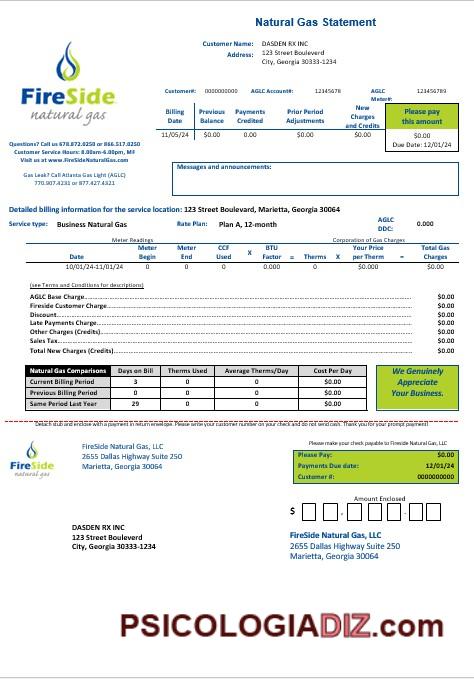 Natural Gas Statement
FireSide
natural gas
Customer Name: DASDEN RX INC
Address: 123 Street Bouleverd
City, Georgia 30333-1234
Customer#: 0000000000 AGLC Account#: 12345678 AGLC Meter#: 123456789
Billing Date Previous Balance Payments Credited Prior Period Adjustments New Charges and Credits Please pay this amount
11/05/24 $0.00 0.00 $0.00 $0.00 $0.00
Due Date: 12/01/24
Questions? Call us 678.872.0250 or 866.517.0250
Customer Service Hours: 8.00am-6.00pm, MF
Visit us at www.FireSideNaturalGas.com
Gas Leak? Call Atlanta Gas Light (AGLC)
770.907.4231 or 877.427.4321
Messages and announcements:
Detailed billing information for the service location: 123 Street Boulevard, Marietta, Georgia 30064
Service type: Business Natural Gas Rate Plan: Plan A, 12-month AGLC DDC: 0.000
Meter Readings Corporation of Gas Charges
Date Meter Begin Meter End CCF Used X BTU Factor = Therms X Your Price per Therm = Total Gas Charges
10/01/24-11/01/24 0 0 0 0.000 0 $0.000 $0.00
(see Terms and Conditions for descriptions)
AGLC Base Charge $0.00
Fireside Customer Charge $0.00
Discount $0.00
Late Payments Charge $0.00
Other Charges (Credits) $0.00
Sales Tax $0.00
Total New Charges (Credits) $0.00
Natural Gas Comparisons Days on Bill Therms Used Average Therms/Day Cost Per Day
Current Billing Period 3 0 0 $0.00
Previous Billing Period 0 0 0 $0.00
Same Period Last Year 29 0 0 $0.00
We Genuinely
Appreciate
Your Business.
Detach stub and enclose with a payment in return envelope. Please write your customer number on your check and do not send cash. Thank you for your prompt payment!
FireSide
natural gas
FireSide Natural Gas, LLC
2655 Dallas Highway Suite 250
Marietta, Georgia 30064
Please make your check payable to Fireside Natural Gas, LLC
Please Pay: $0.00
Payments Due date: 12/01/24
Customer #: 0000000000
Amount Enclosed
$ , .
DASDEN RX INC
123 Street Bouleverd
City, Georgia 30333-1234
FireSide Natural Gas, LLC
2655 Dallas Highway Suite 250
Marietta, Georgia 30064
PSICOLOGIADIZ.com